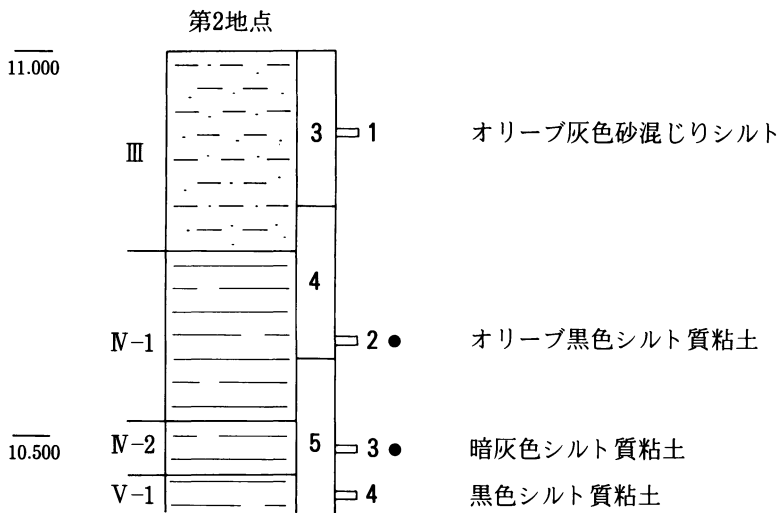 第2地点
11.000
Ⅲ 3 1 オリーブ灰色砂混じりシルト
4
Ⅳ-1 2 ● オリーブ黒色シルト質粘土
10.500 Ⅳ-2 5 3 ● 暗灰色シルト質粘土
Ⅴ-1 4 黒色シルト質粘土